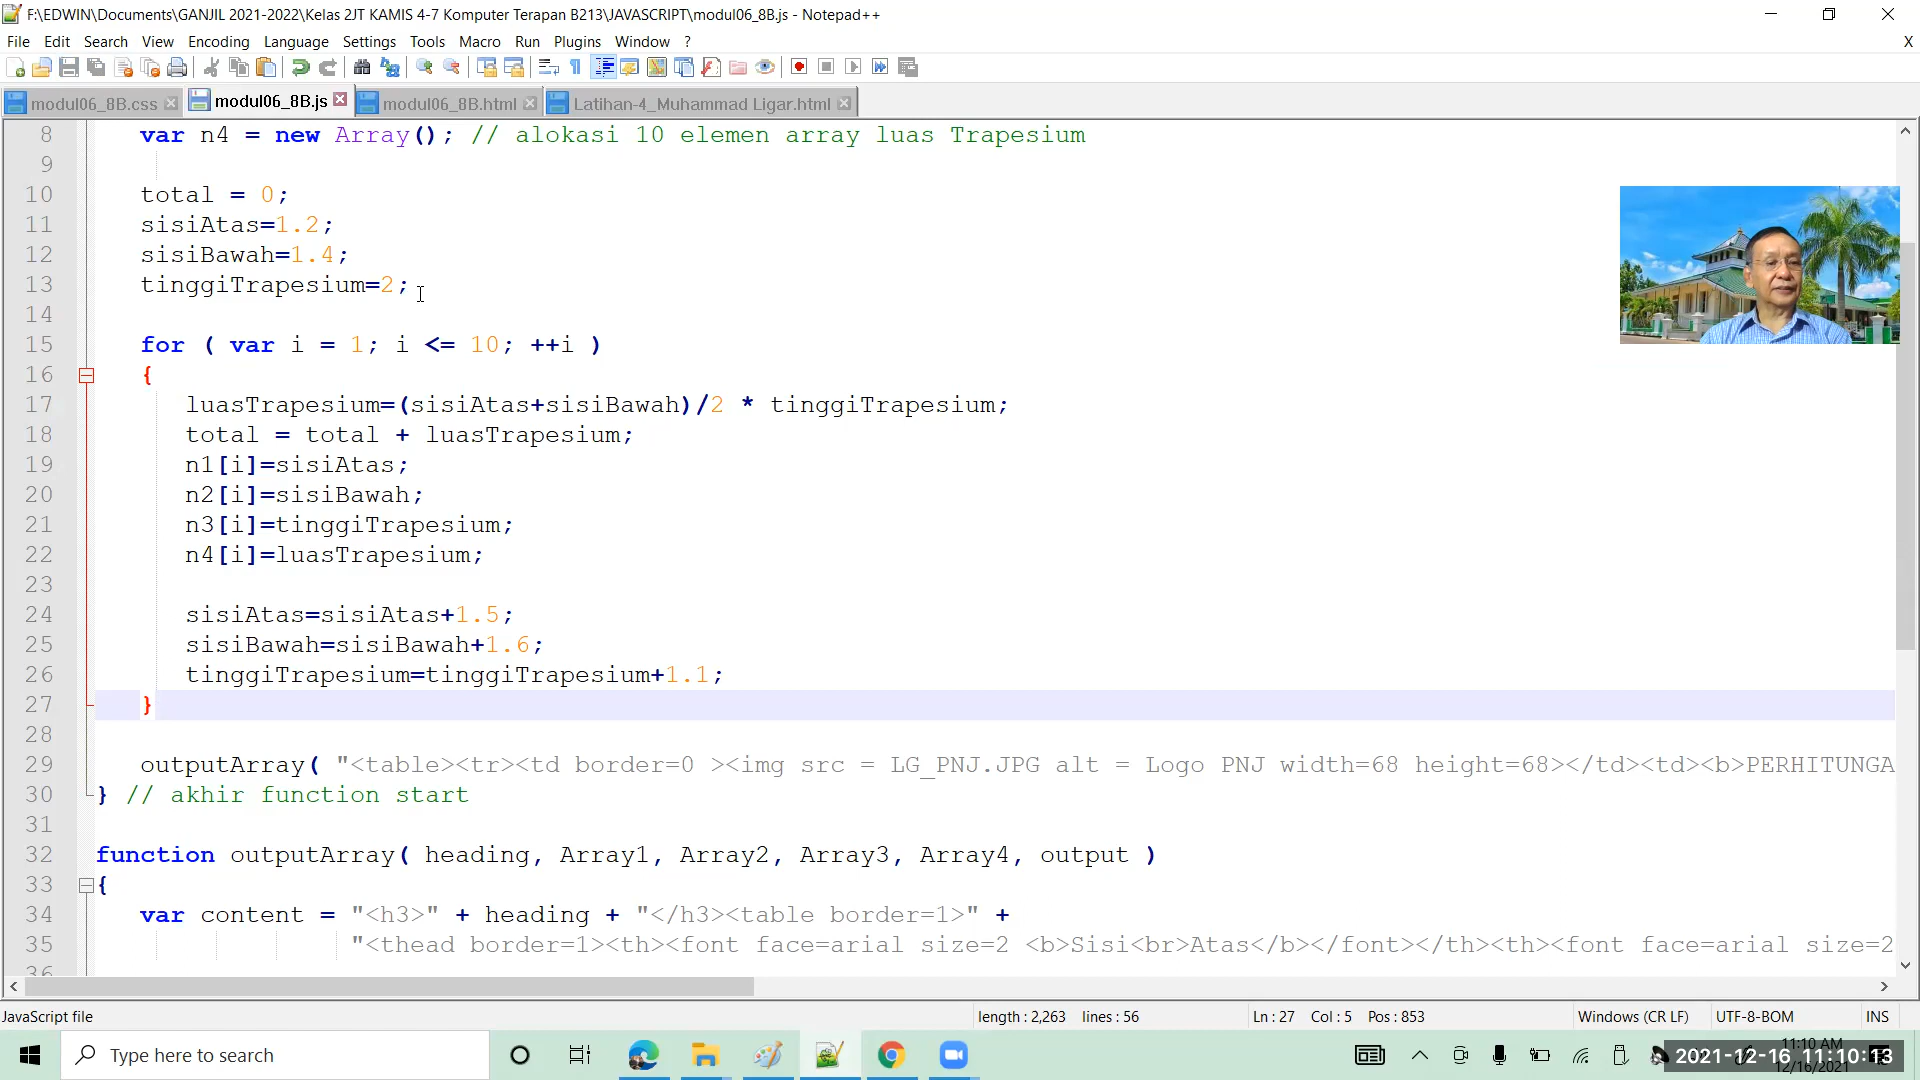 F:\EDWIN\Documents\GANJIL 2021-2022\Kelas 2JT KAMIS 4-7 Komputer Terapan B213\JAVASCRIPT\modul06_8B.js - Notepad++
File Edit Search View Encoding Language Settings Tools Macro Run Plugins Window ? X
modul06_8B.css modul06_8B.js modul06_8B.html Latihan-4_Muhammad Ligar.html
8 var n4 = new Array(); // alokasi 10 elemen array luas Trapesium
9
10 total = 0;
11 sisiAtas=1.2;
12 sisiBawah=1.4;
13 tinggiTrapesium=2;
14
15 for ( var i = 1; i <= 10; ++i )
16 {
17 luasTrapesium=(sisiAtas+sisiBawah)/2 * tinggiTrapesium;
18 total = total + luasTrapesium;
19 n1[i]=sisiAtas;
20 n2[i]=sisiBawah;
21 n3[i]=tinggiTrapesium;
22 n4[i]=luasTrapesium;
23
24 sisiAtas=sisiAtas+1.5;
25 sisiBawah=sisiBawah+1.6;
26 tinggiTrapesium=tinggiTrapesium+1.1;
27 }
28
29 outputArray( "<table><tr><td border=0 ><img src = LG_PNJ.JPG alt = Logo PNJ width=68 height=68></td><td><b>PERHITUNGA
30 } // akhir function start
31
32 function outputArray( heading, Array1, Array2, Array3, Array4, output )
33 {
34 var content = "<h3>" + heading + "</h3><table border=1>" +
35 "<thead border=1><th><font face=arial size=2 <b>Sisi<br>Atas</b></font></th><th><font face=arial size=2
36
JavaScript file length : 2,263 lines : 56 Ln : 27 Col : 5 Pos : 853 Windows (CR LF) UTF-8-BOM INS
Type here to search
11:10 AM
2021-12-16 11:10:13
12/16/2021